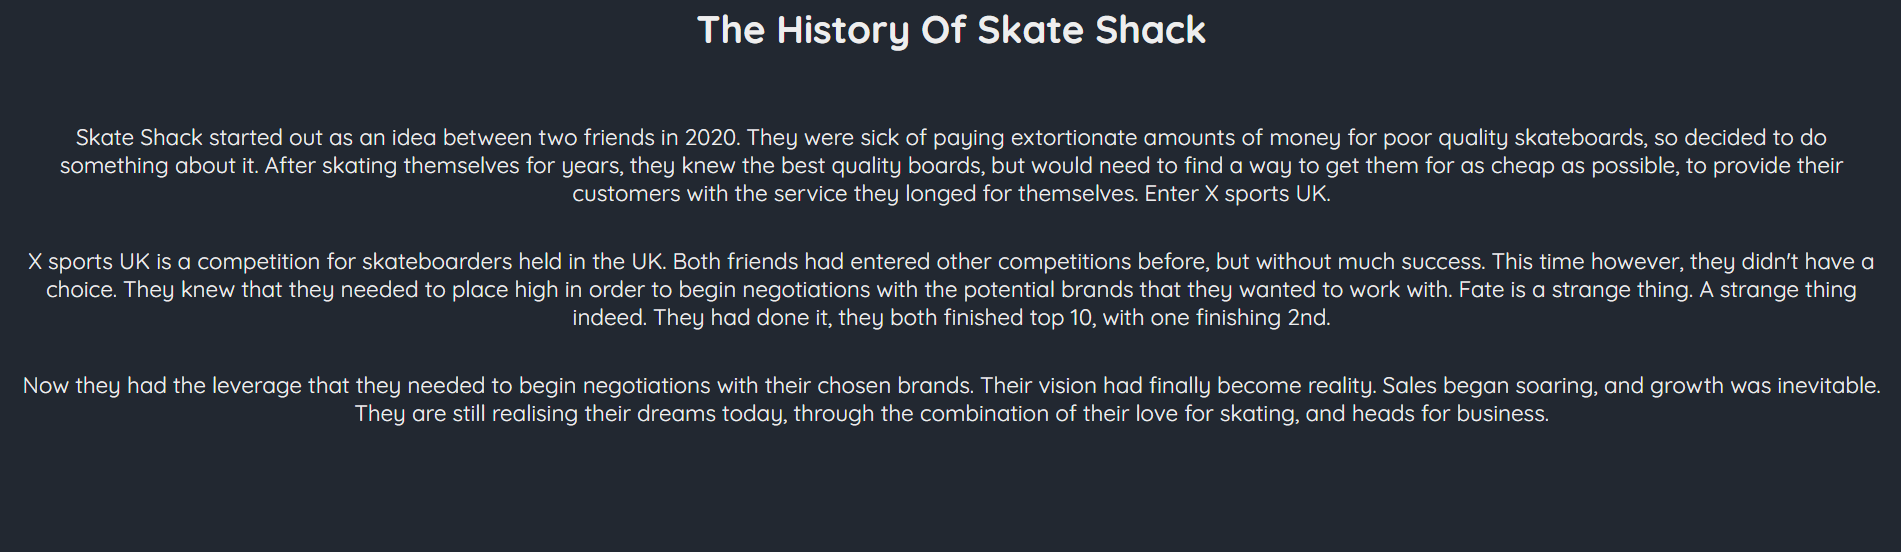 The History Of Skate Shack
Skate Shack started out as an idea between two friends in 2020. They were sick of paying extortionate amounts of money for poor quality skateboards, so decided to do
something about it. After skating themselves for years, they knew the best quality boards, but would need to find a way to get them for as cheap as possible, to provide their
customers with the service they longed for themselves. Enter X sports UK.
X sports UK is a competition for skateboarders held in the UK. Both friends had entered other competitions before, but without much success. This time however, they didn't have a
choice. They knew that they needed to place high in order to begin negotiations with the potential brands that they wanted to work with. Fate is a strange thing. A strange thing
indeed. They had done it, they both finished top 10, with one finishing 2nd.
Now they had the leverage that they needed to begin negotiations with their chosen brands. Their vision had finally become reality. Sales began soaring, and growth was inevitable.
They are still realising their dreams today, through the combination of their love for skating, and heads for business.